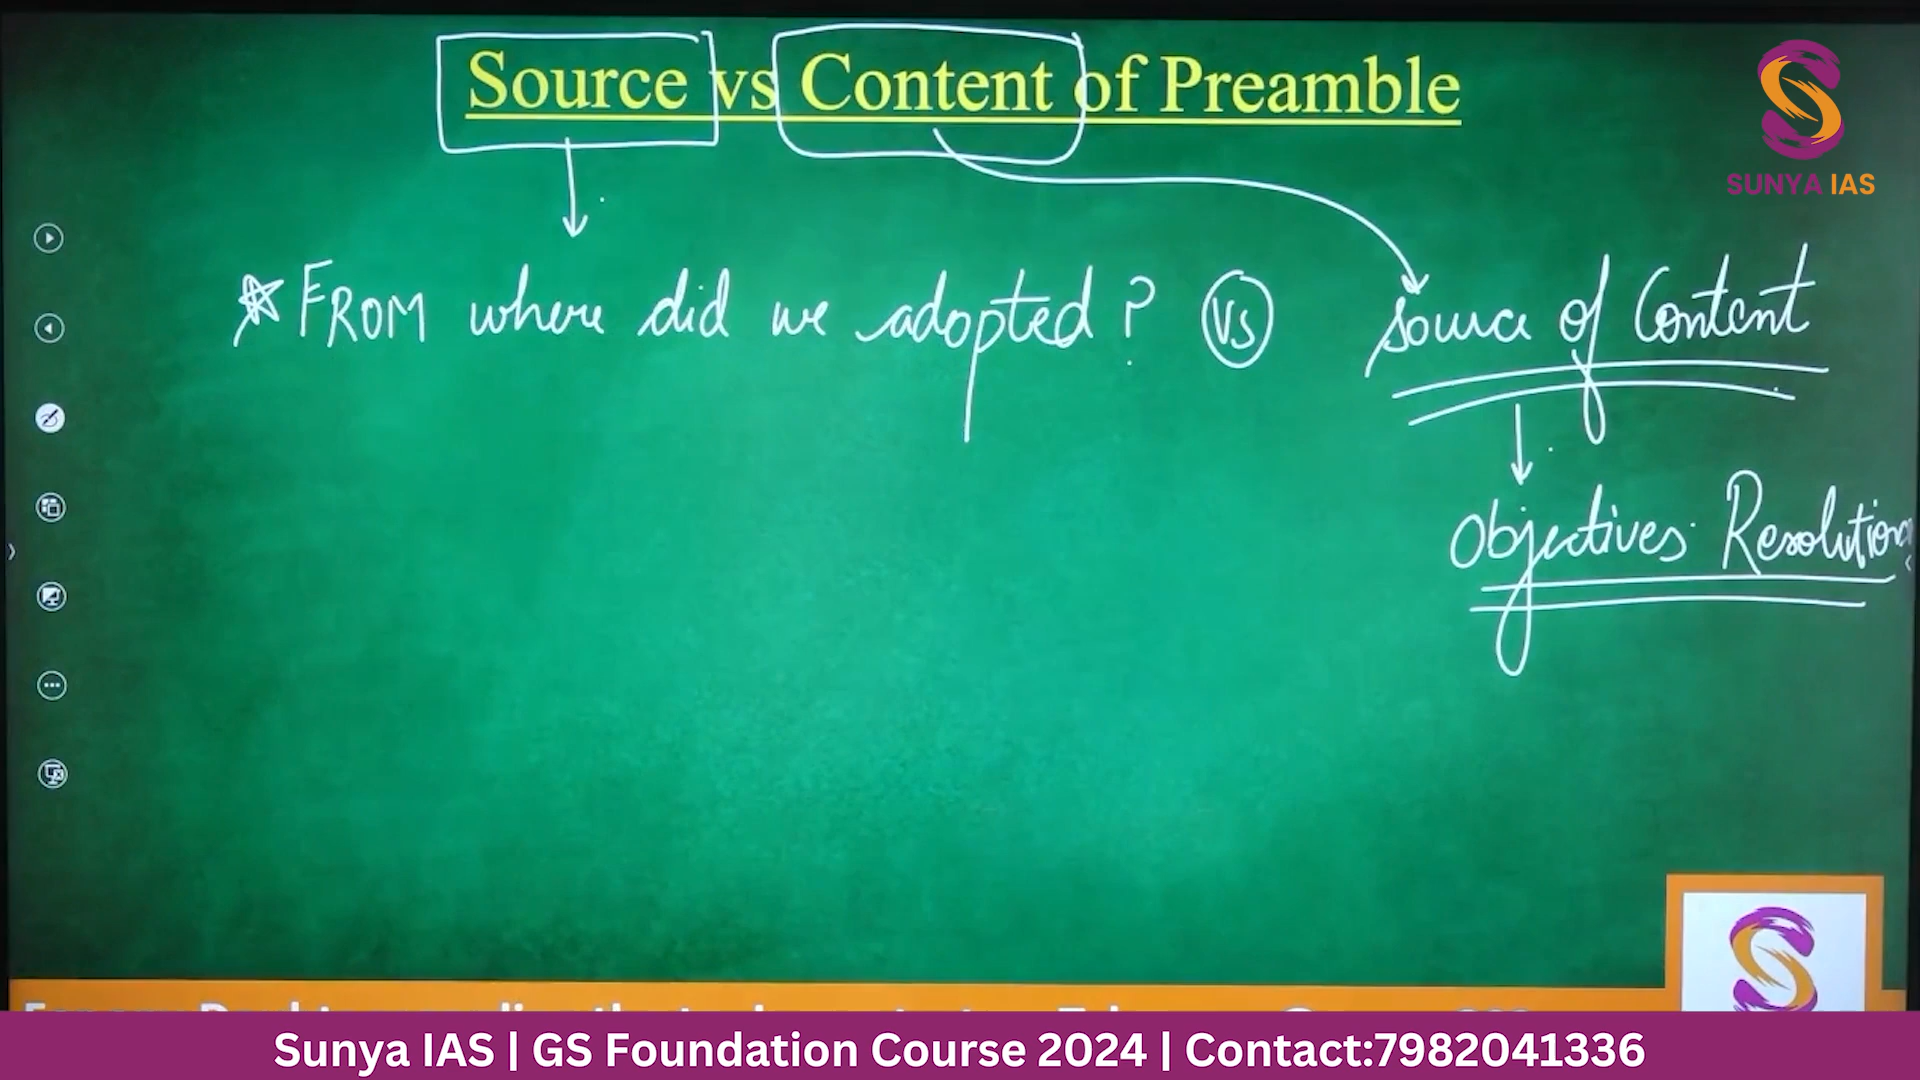 Source vs Content of Preamble
SUNYA IAS
FROM where did we adopted? Vs source of Content
Objectives Resolution
Sunya IAS | GS Foundation Course 2024 | Contact:7982041336